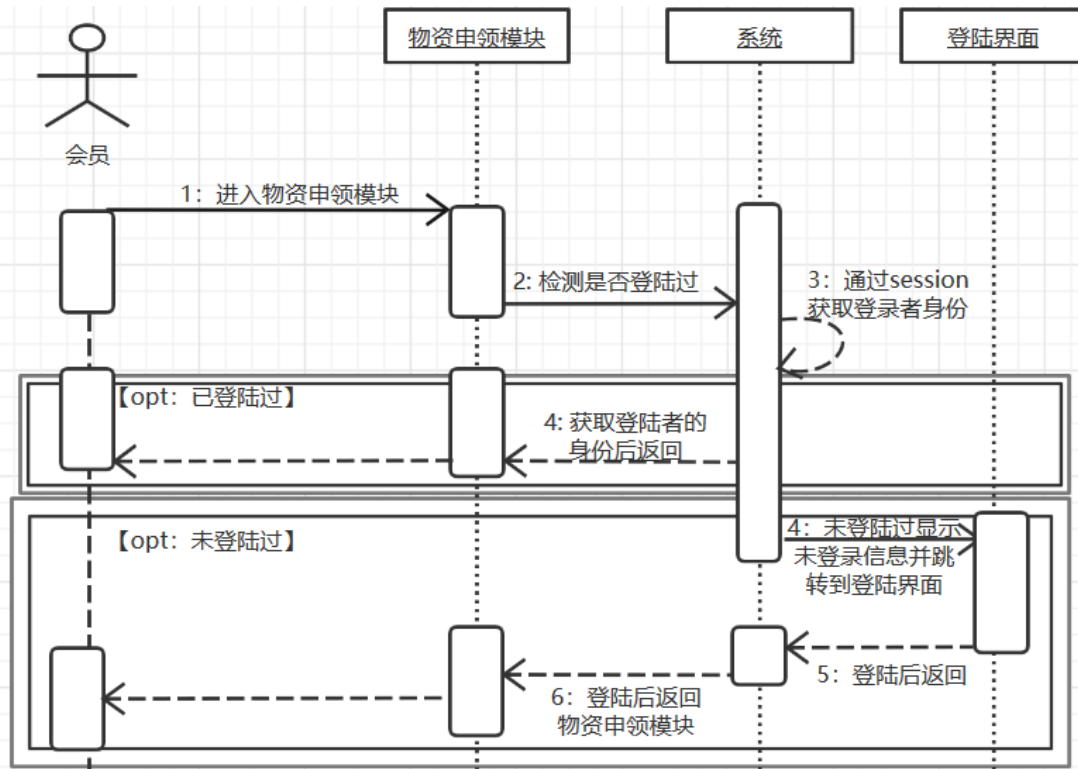 物资申领模块
系统
登陆界面
会员
1：进入物资申领模块
2: 检测是否登陆过
3：通过session
获取登录者身份
【opt：已登陆过】
4: 获取登陆者的
身份后返回
【opt：未登陆过】
4：未登陆过显示
未登录信息并跳
转到登陆界面
5：登陆后返回
6：登陆后返回
物资申领模块